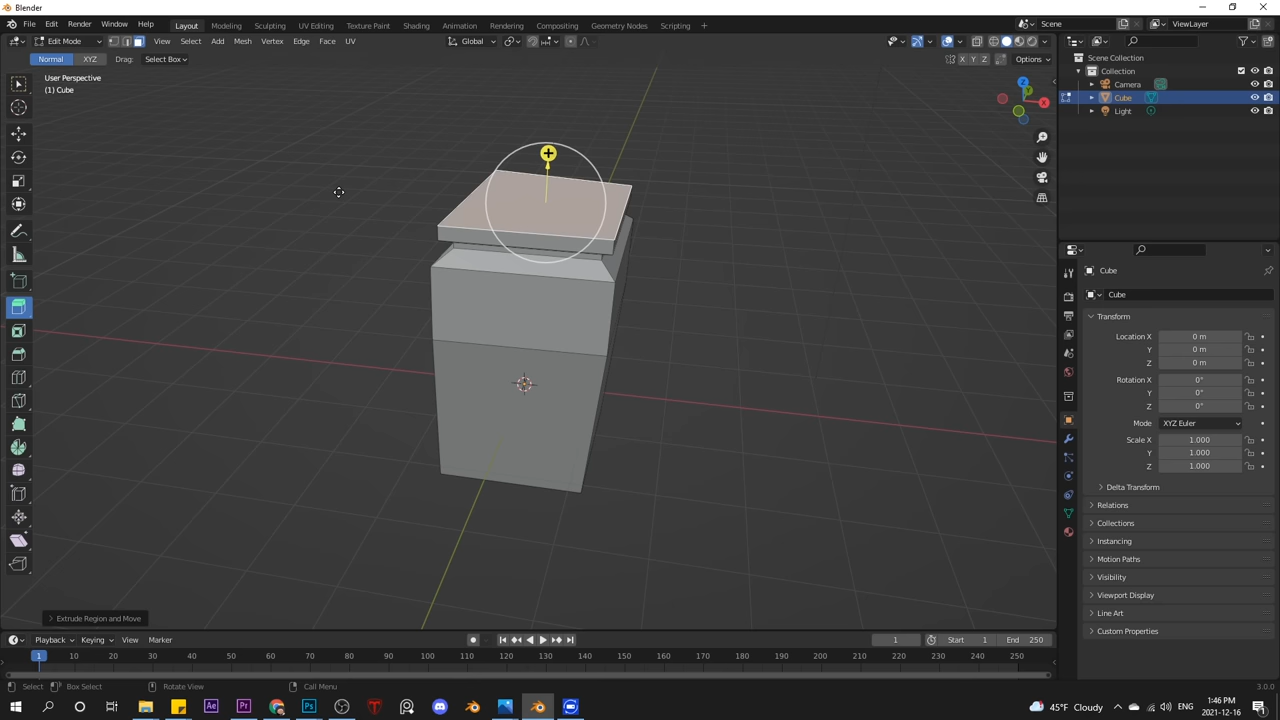 Blender
File Edit Render Window Help Layout Modeling Sculpting UV Editing Texture Paint Shading Animation Rendering Compositing Geometry Nodes Scripting + Scene ViewLayer
Edit Mode View Select Add Mesh Vertex Edge Face UV Global
Normal XYZ Drag: Select Box X Y Z Options
User Perspective
(1) Cube
Z
X
Scene Collection
Collection
Camera
Cube
Light
Cube
Cube
Transform
Location X 0 m
Y 0 m
Z 0 m
Rotation X 0°
Y 0°
Z 0°
Mode XYZ Euler
Scale X 1.000
Y 1.000
Z 1.000
Delta Transform
Relations
Collections
Instancing
Motion Paths
Visibility
Viewport Display
Line Art
Custom Properties
Extrude Region and Move
Playback Keying View Marker 1 Start 1 End 250
1 10 20 30 40 50 60 70 80 90 100 110 120 130 140 150 160 170 180 190 200 210 220 230 240 250
Select Box Select Rotate View Call Menu 3.0.0
Ae Pr Ps 45°F Cloudy 1:46 PM
2021-12-16